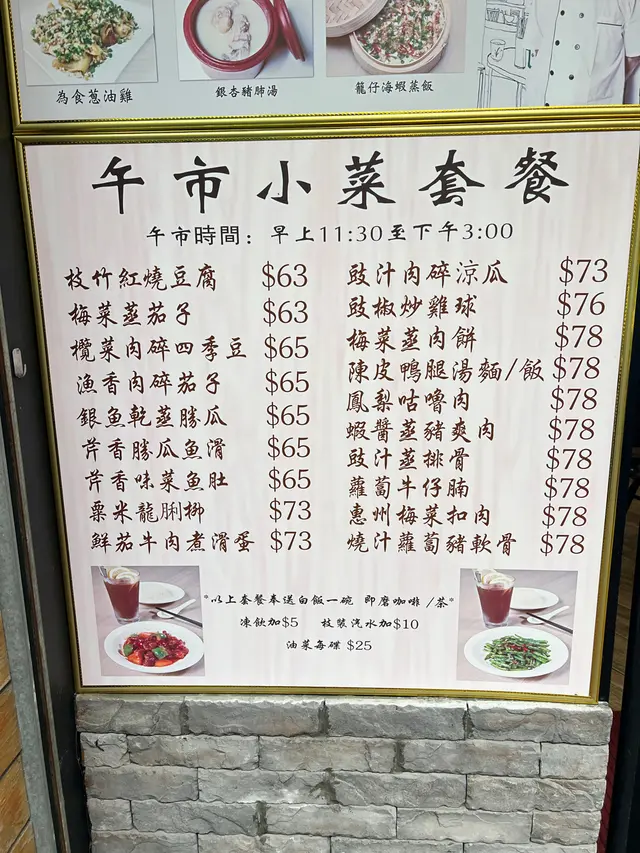 為食蔥油雞
銀杏豬肺湯
籠仔海蝦蒸飯
午市小菜套餐
午市時間：早上11:30至下午3:00
枝竹紅燒豆腐 $63
梅菜蒸茄子 $63
欖菜肉碎四季豆 $65
漁香肉碎茄子 $65
銀魚乾蒸勝瓜 $65
芹香勝瓜魚滑 $65
芹香味菜魚肚 $65
粟米龍脷柳 $73
鮮茄牛肉煮滑蛋 $73
豉汁肉碎涼瓜 $73
豉椒炒雞球 $76
梅菜蒸肉餅 $78
陳皮鴨腿湯麵/飯 $78
鳳梨咕嚕肉 $78
蝦醬蒸豬爽肉 $78
豉汁蒸排骨 $78
蘿蔔牛仔腩 $78
惠州梅菜扣肉 $78
燒汁蘿蔔豬軟骨 $78
*以上套餐奉送白飯一碗 即磨咖啡/茶*
凍飲加$5 枝裝汽水加$10
油菜每碟 $25